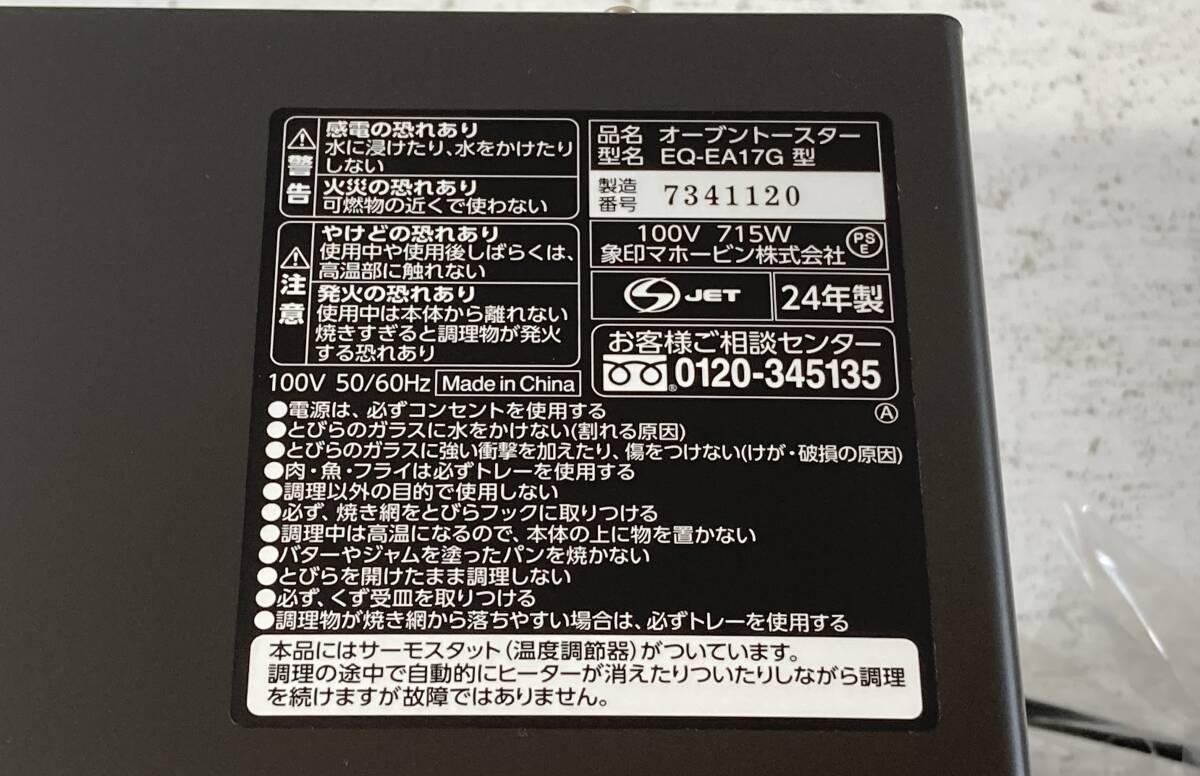 警告
感電の恐れあり
水に浸けたり、水をかけたり
しない
火災の恐れあり
可燃物の近くで使わない
注意
やけどの恐れあり
使用中や使用後しばらくは、
高温部に触れない
発火の恐れあり
使用中は本体から離れない
焼きすぎると調理物が発火
する恐れあり
100V 50/60Hz Made in China
品名 オーブントースター
型名 EQ-EA17G 型
製造番号 7341120
100V 715W
象印マホービン株式会社
PSE
JET 24年製
お客様ご相談センター
0120-345135
A
●電源は、必ずコンセントを使用する
●とびらのガラスに水をかけない(割れる原因)
●とびらのガラスに強い衝撃を加えたり、傷をつけない(けが・破損の原因)
●肉・魚・フライは必ずトレーを使用する
●調理以外の目的で使用しない
●必ず、焼き網をとびらフックに取りつける
●調理中は高温になるので、本体の上に物を置かない
●バターやジャムを塗ったパンを焼かない
●とびらを開けたまま調理しない
●必ず、くず受皿を取りつける
●調理物が焼き網から落ちやすい場合は、必ずトレーを使用する
本品にはサーモスタット(温度調節器)がついています。
調理の途中で自動的にヒーターが消えたりついたりしながら調理
を続けますが故障ではありません。